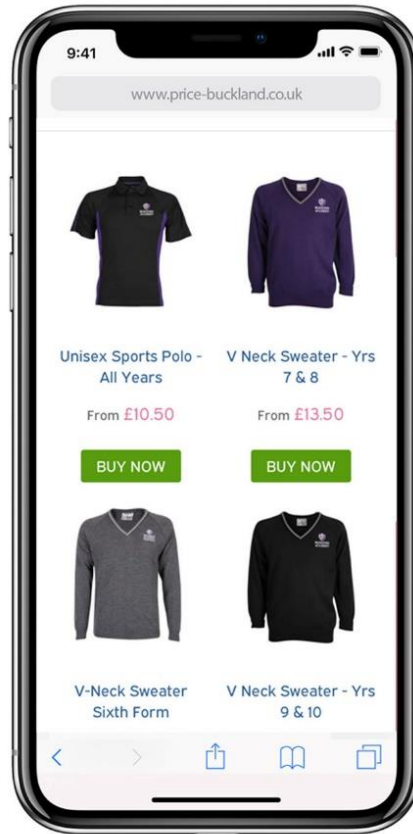 9:41
www.price-buckland.co.uk
Unisex Sports Polo -
All Years
From £10.50
BUY NOW
V Neck Sweater - Yrs
7 & 8
From £13.50
BUY NOW
V-Neck Sweater
Sixth Form
V Neck Sweater - Yrs
9 & 10